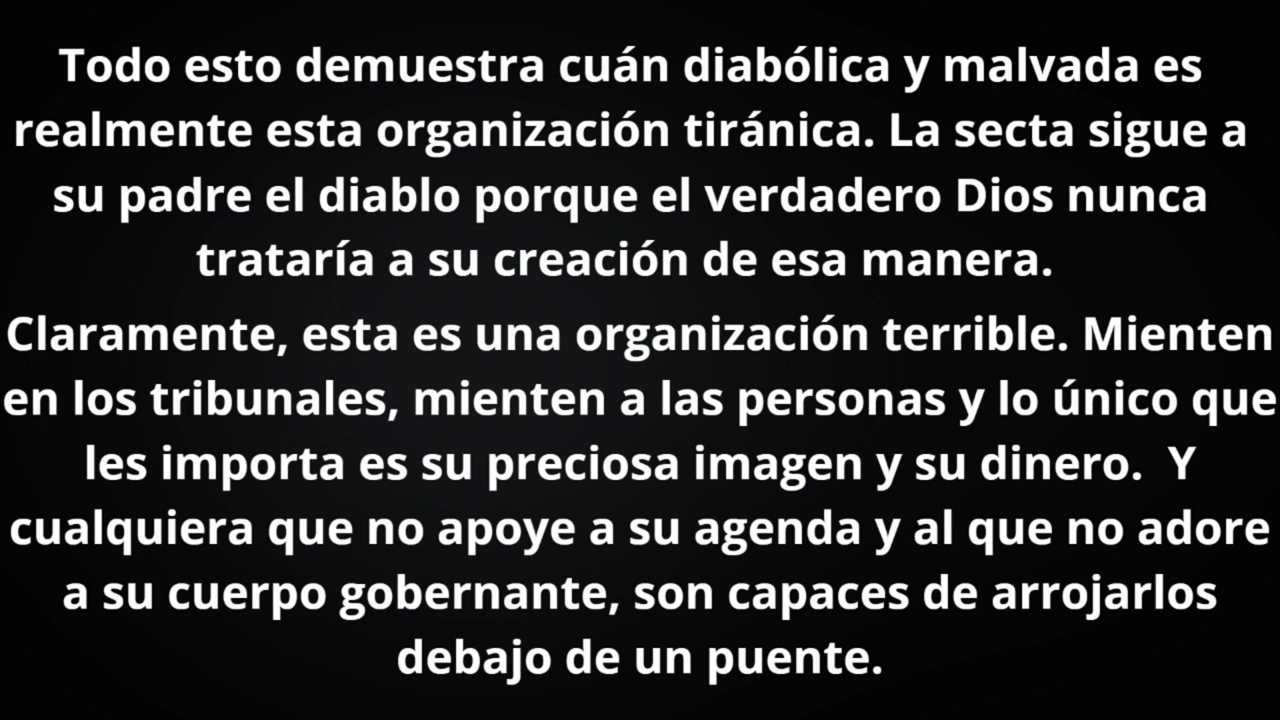 Todo esto demuestra cuán diabólica y malvada es
realmente esta organización tiránica. La secta sigue a
su padre el diablo porque el verdadero Dios nunca
trataría a su creación de esa manera.
Claramente, esta es una organización terrible. Mienten
en los tribunales, mienten a las personas y lo único que
les importa es su preciosa imagen y su dinero.  Y
cualquiera que no apoye a su agenda y al que no adore
a su cuerpo gobernante, son capaces de arrojarlos
debajo de un puente.